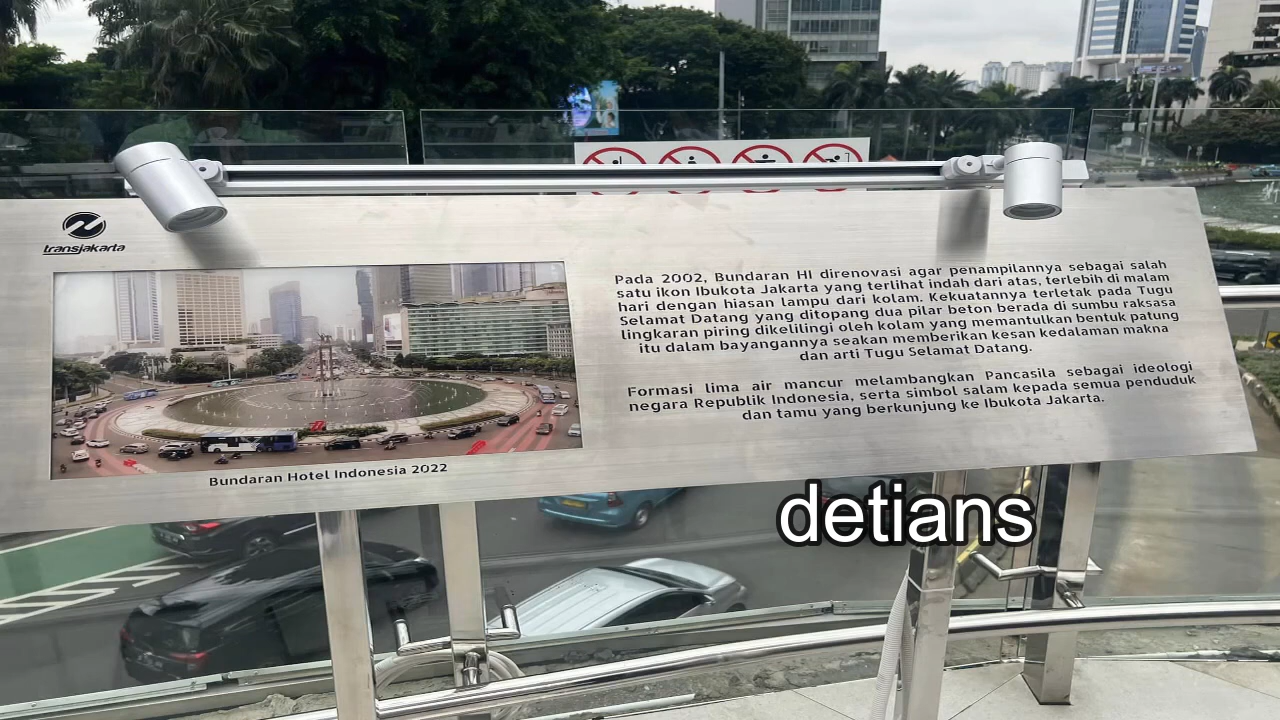 transjakarta
Pada 2002, Bundaran HI direnovasi agar penampilannya sebagai salah
satu ikon Ibukota Jakarta yang terlihat indah dari atas, terlebih di malam
hari dengan hiasan lampu dari kolam. Kekuatannya terletak pada Tugu
Selamat Datang yang ditopang dua pilar beton berada di sumbu raksasa
lingkaran piring dikelilingi oleh kolam yang memantulkan bentuk patung
itu dalam bayangannya seakan memberikan kesan kedalaman makna
dan arti Tugu Selamat Datang.
Formasi lima air mancur melambangkan Pancasila sebagai ideologi
negara Republik Indonesia, serta simbol salam kepada semua penduduk
dan tamu yang berkunjung ke Ibukota Jakarta.
Bundaran Hotel Indonesia 2022
detians